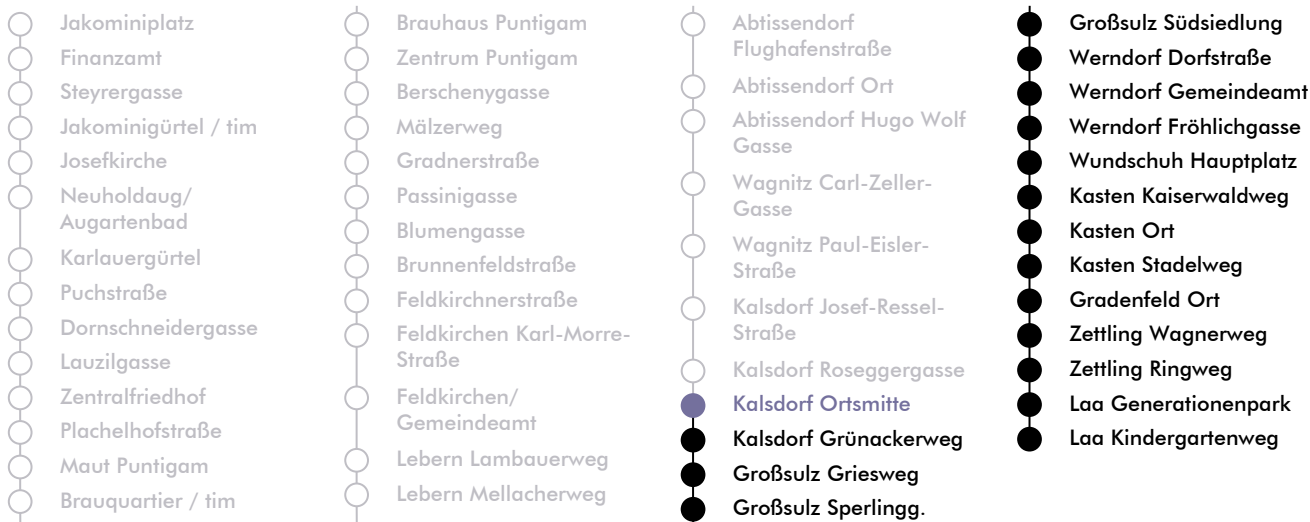 Jakominiplatz
Finanzamt
Steyrergasse
Jakominigürtel / tim
Josefkirche
Neuholdaug/
Augartenbad
Karlauergürtel
Puchstraße
Dornschneidergasse
Lauzilgasse
Zentralfriedhof
Plachelhofstraße
Maut Puntigam
Brauquartier / tim
Brauhaus Puntigam
Zentrum Puntigam
Berschenygasse
Mälzerweg
Gradnerstraße
Passinigasse
Blumengasse
Brunnenfeldstraße
Feldkirchnerstraße
Feldkirchen Karl-Morre-
Straße
Feldkirchen/
Gemeindeamt
Lebern Lambauerweg
Lebern Mellacherweg
Abtissendorf
Flughafenstraße
Abtissendorf Ort
Abtissendorf Hugo Wolf
Gasse
Wagnitz Carl-Zeller-
Gasse
Wagnitz Paul-Eisler-
Straße
Kalsdorf Josef-Ressel-
Straße
Kalsdorf Roseggergasse
Kalsdorf Ortsmitte
Kalsdorf Grünackerweg
Großsulz Griesweg
Großsulz Sperlingg.
Großsulz Südsiedlung
Werndorf Dorfstraße
Werndorf Gemeindeamt
Werndorf Fröhlichgasse
Wundschuh Hauptplatz
Kasten Kaiserwaldweg
Kasten Ort
Kasten Stadelweg
Gradenfeld Ort
Zettling Wagnerweg
Zettling Ringweg
Laa Generationenpark
Laa Kindergartenweg